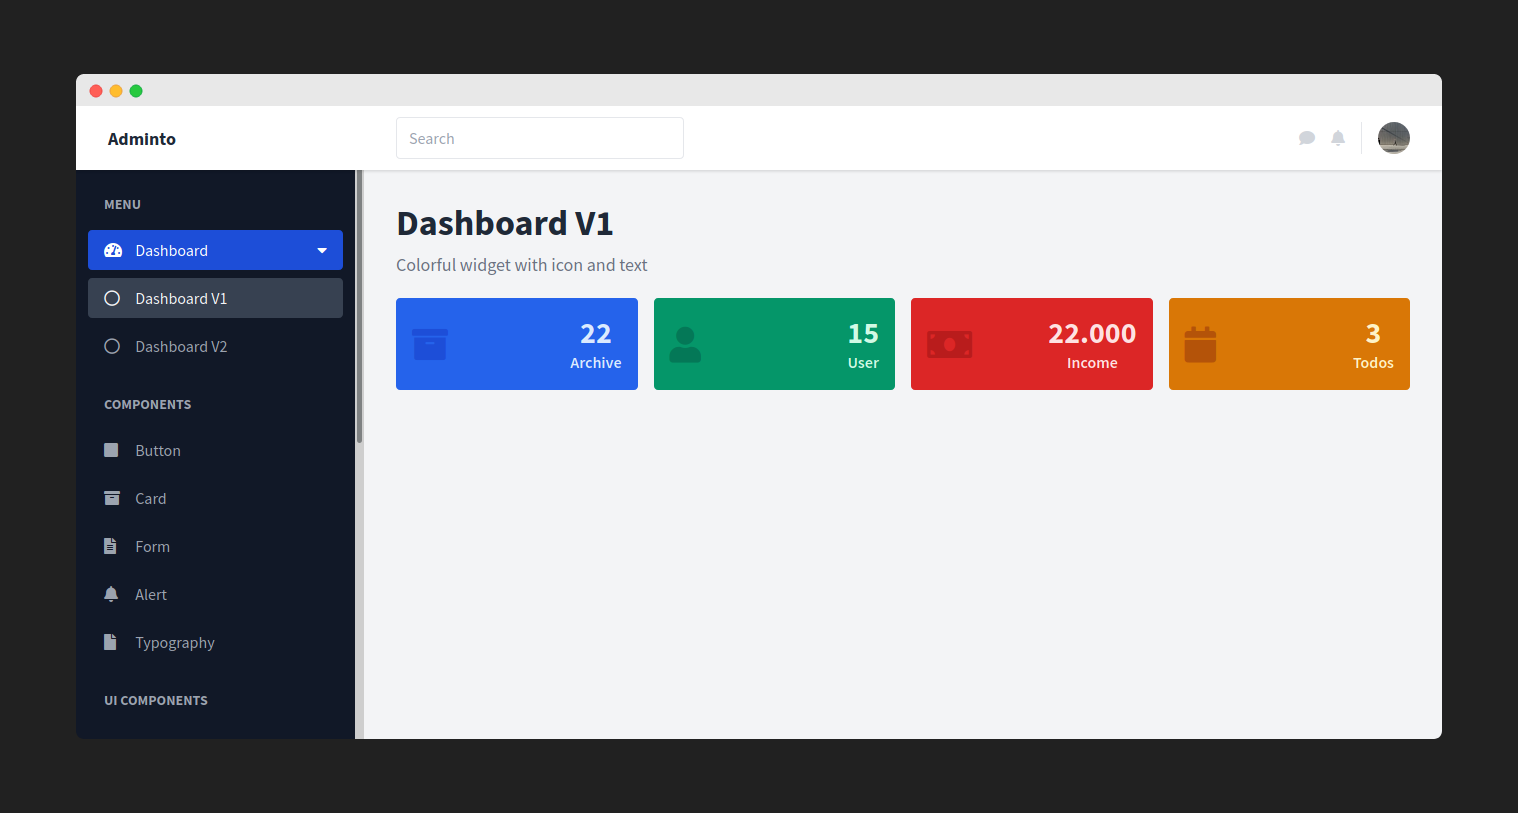 Adminto
Search
MENU
Dashboard
Dashboard V1
Dashboard V2
COMPONENTS
Button
Card
Form
Alert
Typography
UI COMPONENTS
Dashboard V1
Colorful widget with icon and text
22
Archive
15
User
22.000
Income
3
Todos